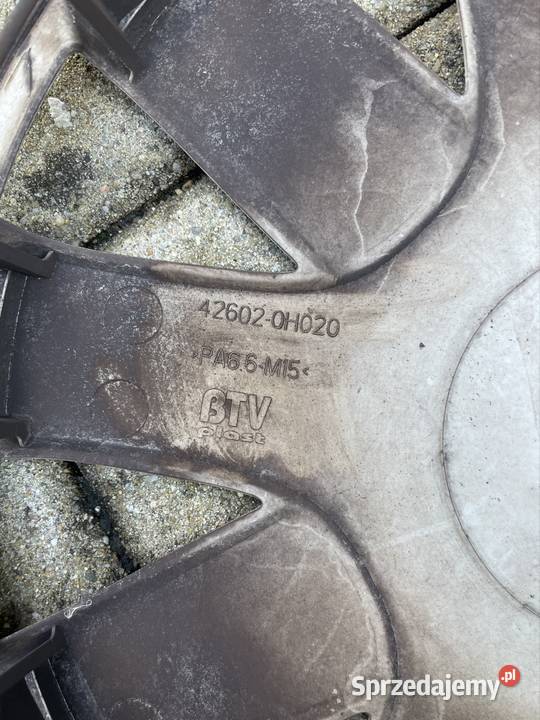 42602-0H020
>PA6.6-M15<
BTV
plast
Sprzedajemy.pl